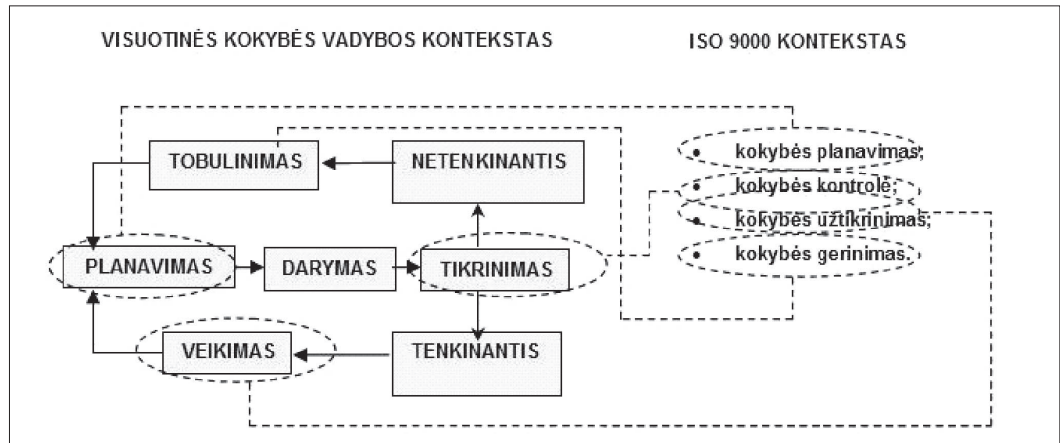 VISUOTINĖS KOKYBĖS VADYBOS KONTEKSTAS
ISO 9000 KONTEKSTAS
TOBULINIMAS
NETENKINANTIS
PLANAVIMAS
DARYMAS
TIKRINIMAS
VEIKIMAS
TENKINANTIS
• kokybės planavimas;
• kokybės kontrolė;
• kokybės užtikrinimas;
• kokybės gerinimas.